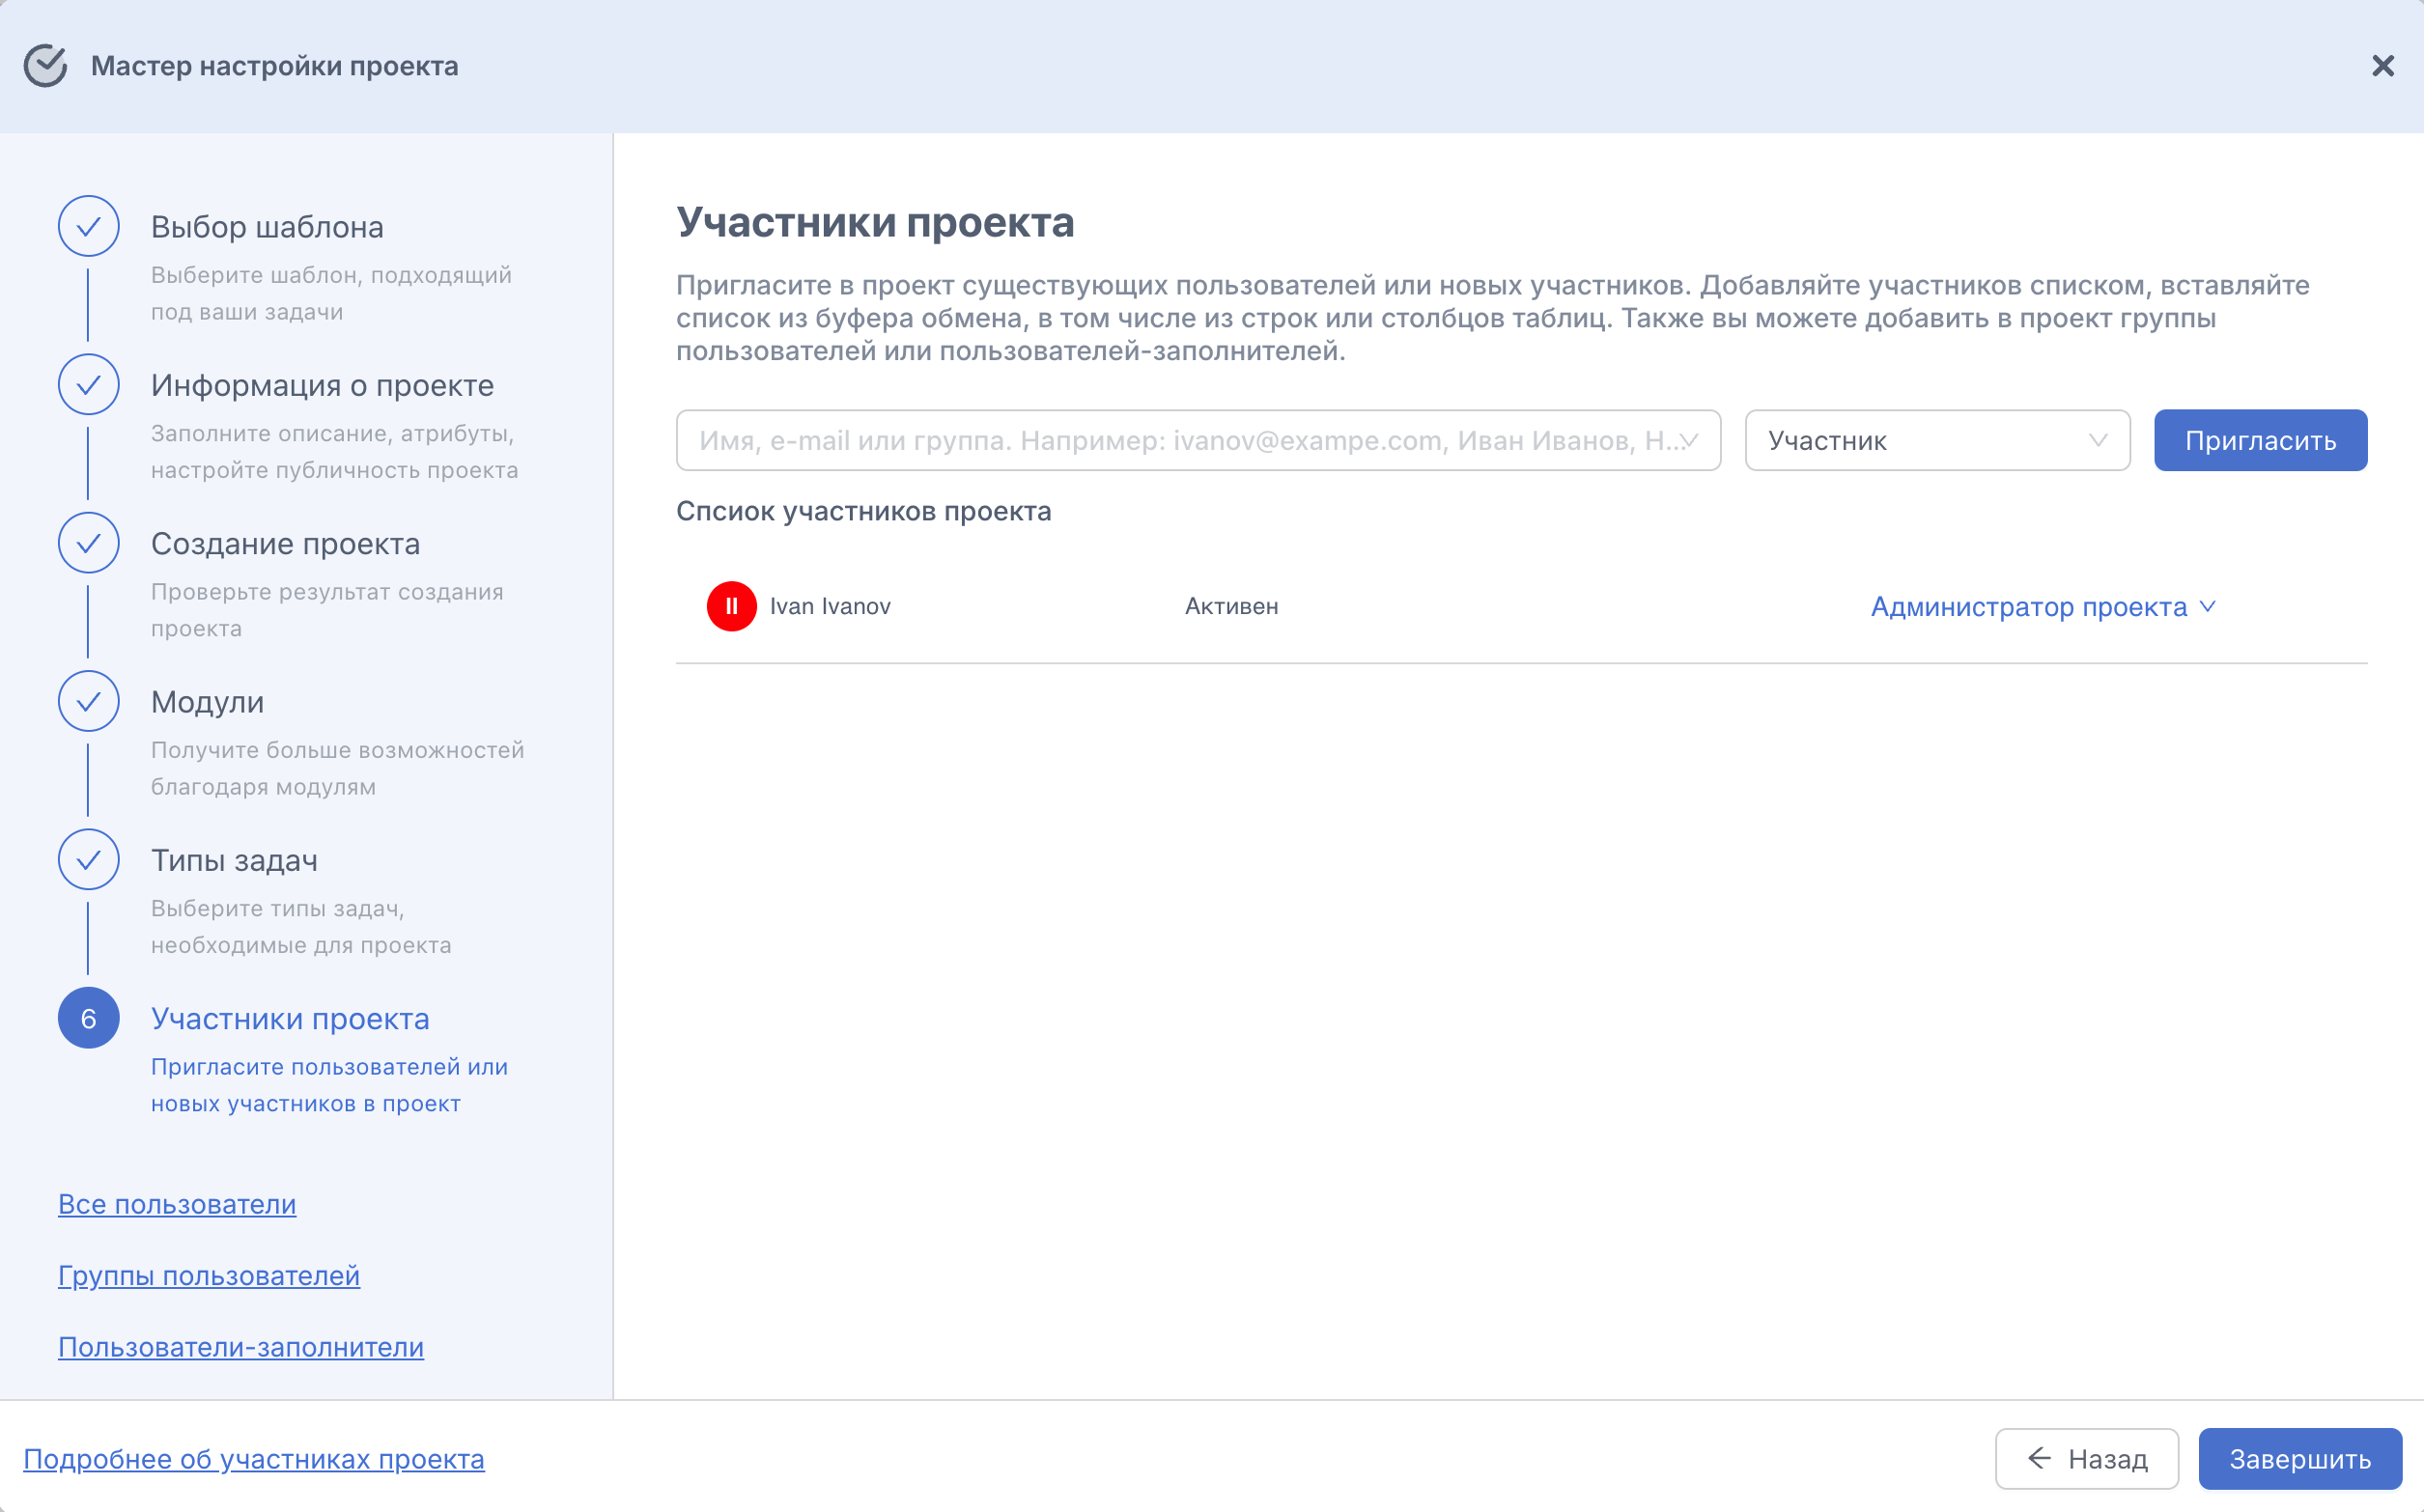 Мастер настройки проекта
Выбор шаблона
Выберите шаблон, подходящий
под ваши задачи
Информация о проекте
Заполните описание, атрибуты,
настройте публичность проекта
Создание проекта
Проверьте результат создания
проекта
Модули
Получите больше возможностей
благодаря модулям
Типы задач
Выберите типы задач,
необходимые для проекта
6
Участники проекта
Пригласите пользователей или
новых участников в проект
Все пользователи
Группы пользователей
Пользователи-заполнители
Участники проекта
Пригласите в проект существующих пользователей или новых участников. Добавляйте участников списком, вставляйте
список из буфера обмена, в том числе из строк или столбцов таблиц. Также вы можете добавить в проект группы
пользователей или пользователей-заполнителей.
Имя, e-mail или группа. Например: ivanov@exampe.com, Иван Иванов, Н...
Участник
Пригласить
Спсиок участников проекта
II Ivan Ivanov Активен Администратор проекта
Подробнее об участниках проекта
Назад
Завершить